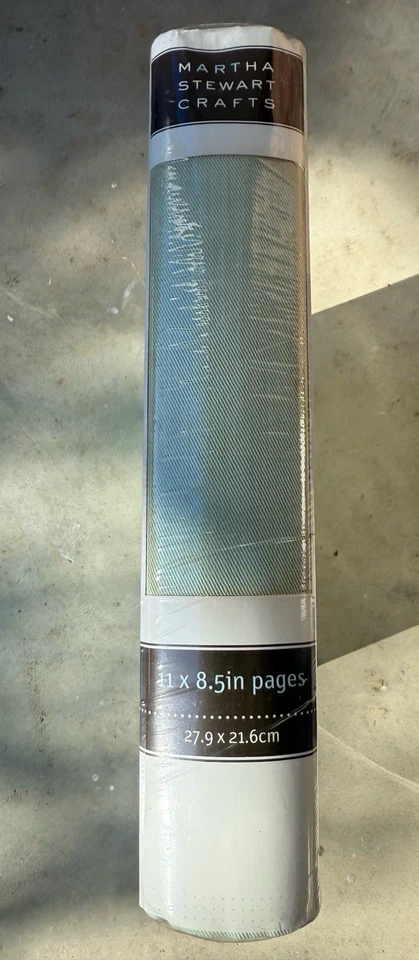 MARTHA
STEWART
CRAFTS
11 x 8.5in pages
27.9 x 21.6cm